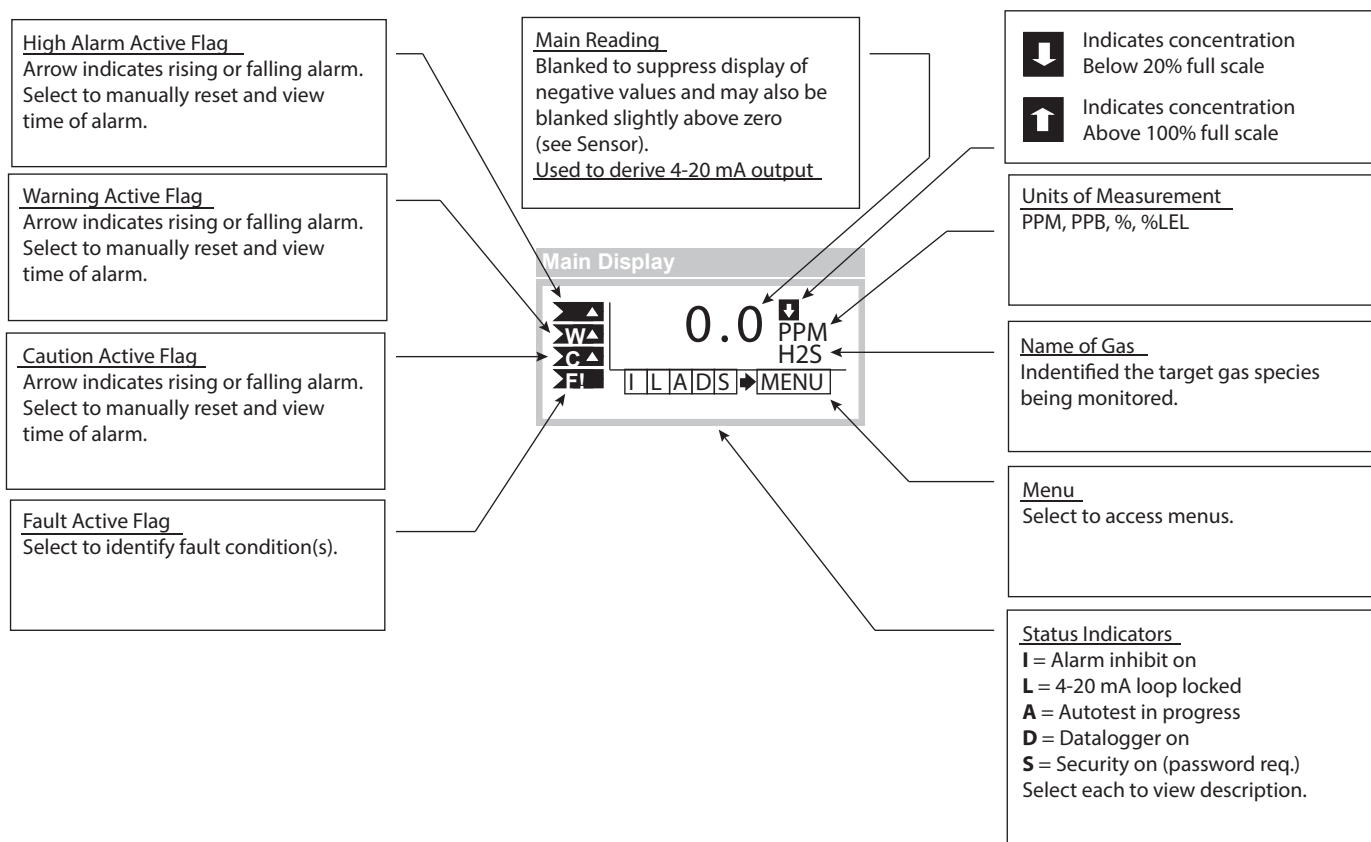 High Alarm Active Flag
Arrow indicates rising or falling alarm.
Select to manually reset and view
time of alarm.
Warning Active Flag
Arrow indicates rising or falling alarm.
Select to manually reset and view
time of alarm.
Caution Active Flag
Arrow indicates rising or falling alarm.
Select to manually reset and view
time of alarm.
Fault Active Flag
Select to identify fault condition(s).
Main Reading
Blanked to suppress display of
negative values and may also be
blanked slightly above zero
(see Sensor).
Used to derive 4-20 mA output
Main Display
W
C
F!
0.0
PPM
H2S
I L A D S MENU
Indicates concentration
Below 20% full scale
Indicates concentration
Above 100% full scale
Units of Measurement
PPM, PPB, %, %LEL
Name of Gas
Indentified the target gas species
being monitored.
Menu
Select to access menus.
Status Indicators
I = Alarm inhibit on
L = 4-20 mA loop locked
A = Autotest in progress
D = Datalogger on
S = Security on (password req.)
Select each to view description.